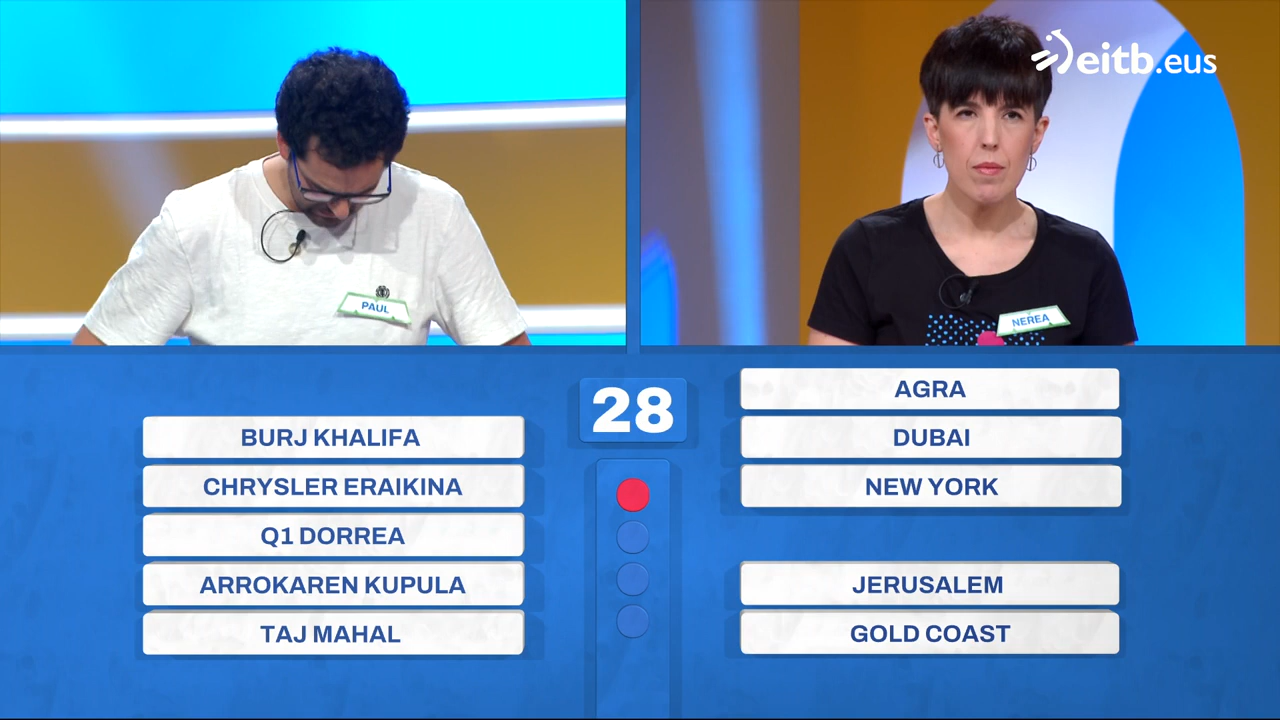 eitb.eus
PAUL
NEREA
28
BURJ KHALIFA
CHRYSLER ERAIKINA
Q1 DORREA
ARROKAREN KUPULA
TAJ MAHAL
AGRA
DUBAI
NEW YORK
JERUSALEM
GOLD COAST